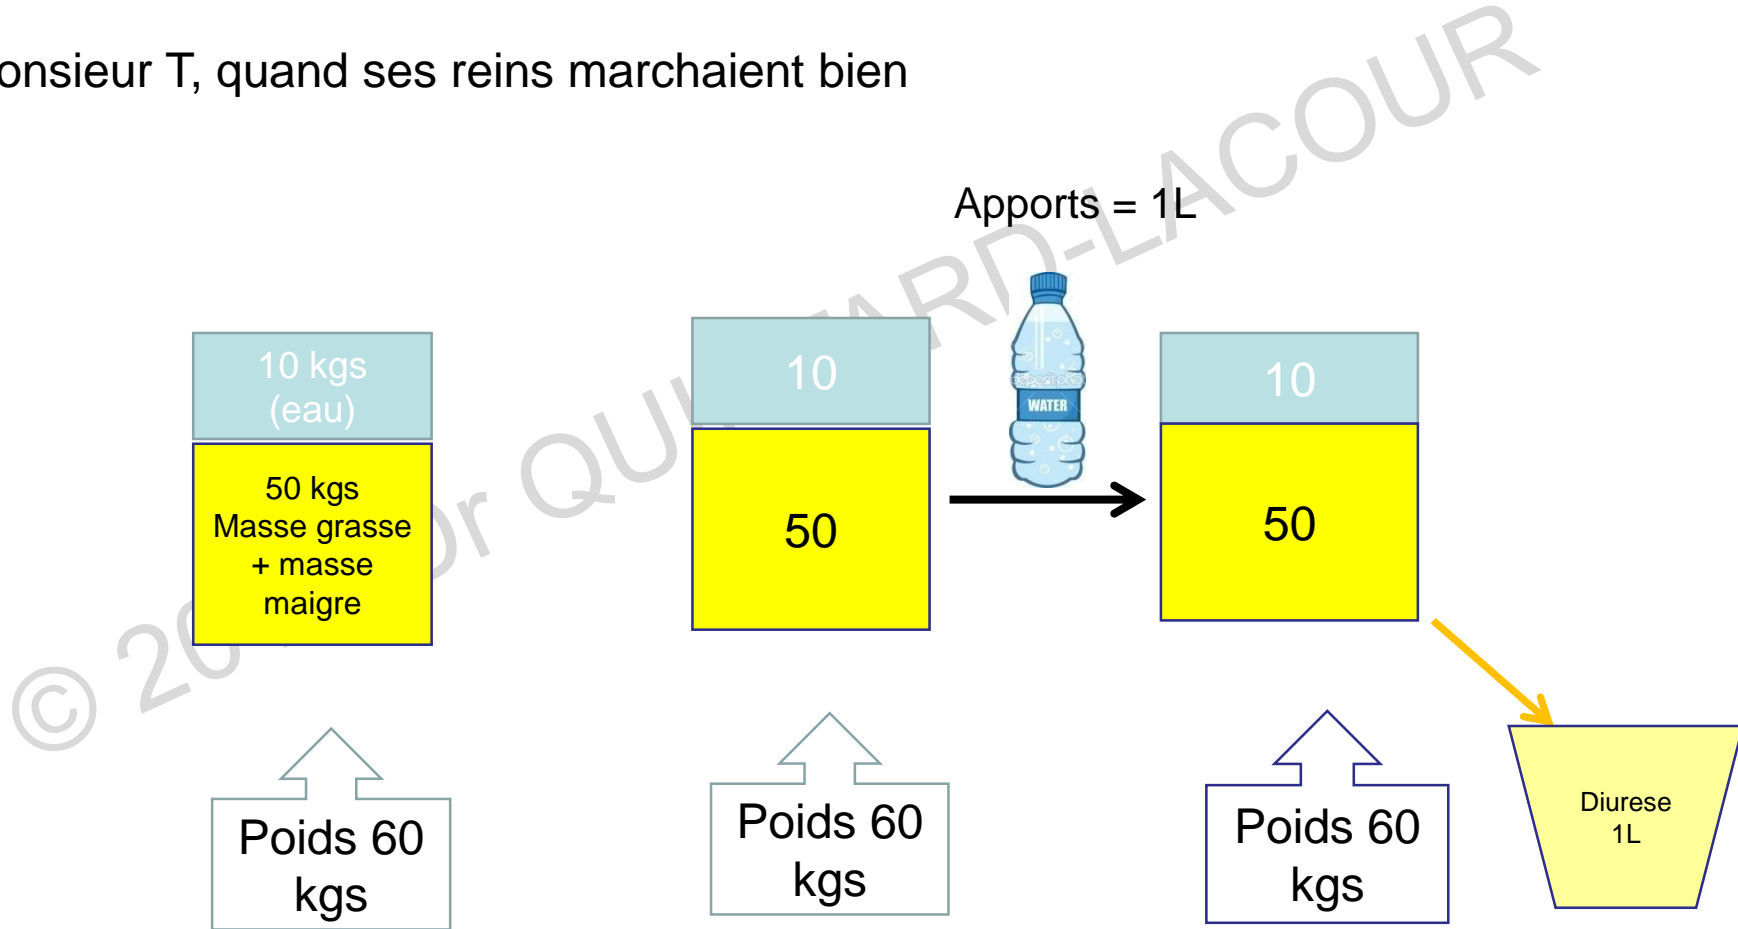 onsieur T, quand ses reins marchaient bien
Apports = 1L
10 kgs
(eau)
50 kgs
Masse grasse
+ masse
maigre
10
50
WATER
10
50
Poids 60
kgs
Poids 60
kgs
Poids 60
kgs
Diurese
1L